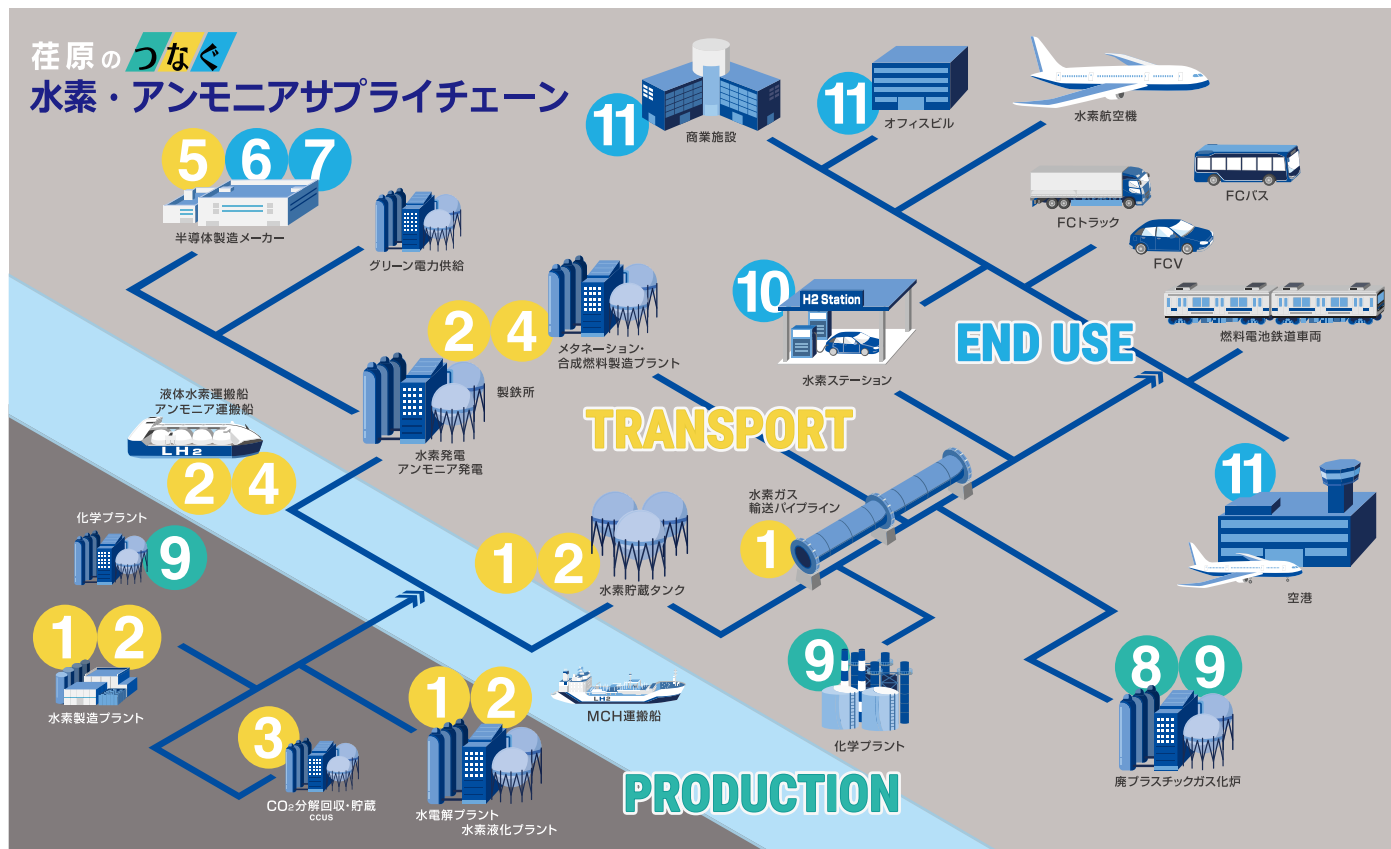 荏原の つなぐ
水素・アンモニアサプライチェーン
11
商業施設
11
オフィスビル
水素航空機
5 6 7
半導体製造メーカー
グリーン電力供給
FCトラック
FCバス
FCV
2 4
メタネーション・
合成燃料製造プラント
10
H2 Station
水素ステーション
END USE
燃料電池鉄道車両
製鉄所
液体水素運搬船
アンモニア運搬船
LH2
2 4
水素発電
アンモニア発電
TRANSPORT
11
空港
化学プラント
9
1 2
水素貯蔵タンク
水素ガス
輸送パイプライン
1
1 2
水素製造プラント
3
CO2分解回収・貯蔵
CCUS
1 2
水電解プラント
水素液化プラント
LH2
MCH運搬船
9
化学プラント
8 9
廃プラスチックガス化炉
PRODUCTION